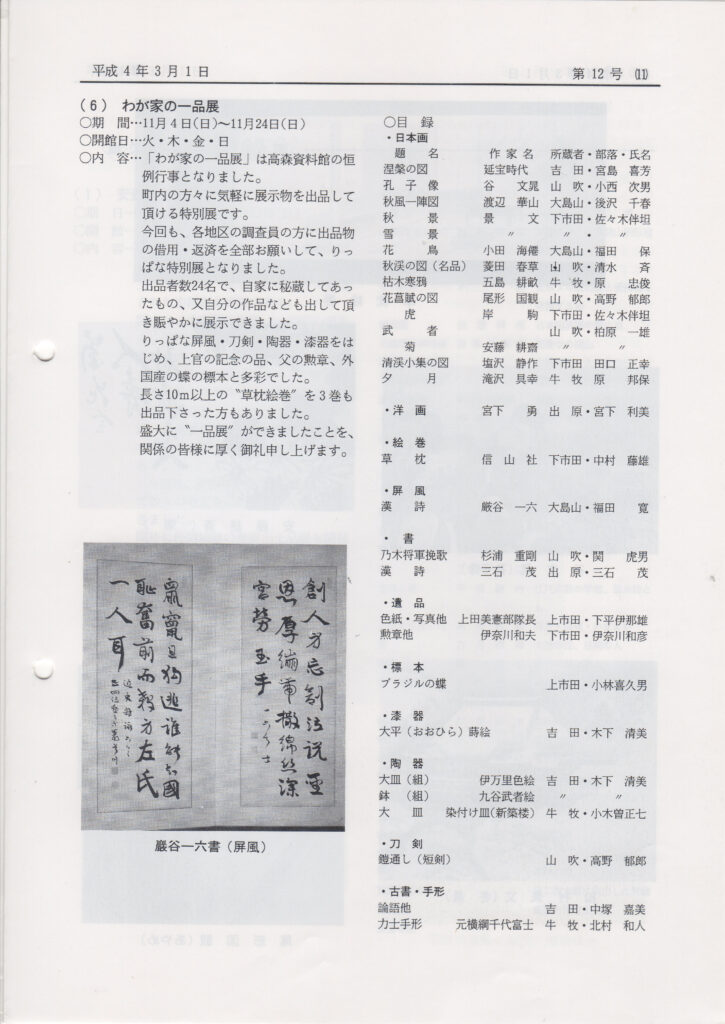 平成4年3月1日
第12号 (11)
(6) わが家の一品展
○期　間…11月4日(日)～11月24日(日)
○開館日…火・木・金・日
○内　容…「わが家の一品展」は高森資料館の恒
例行事となりました。
町内の方々に気軽に展示物を出品して
頂ける特別展です。
今回も、各地区の調査員の方に出品物
の借用・返済を全部お願いして、りっ
ぱな特別展となりました。
出品者数24名で、自家に秘蔵してあっ
たもの、又自分の作品なども出して頂
き賑やかに展示できました。
りっぱな屏風・刀剣・陶器・漆器をは
じめ、上官の記念の品、父の勲章、外
国産の蝶の標本と多彩でした。
長さ10m以上の〝草枕絵巻〟を3巻も
出品下さった方もありました。
盛大に〝一品展〟ができましたことを、
関係の皆様に厚く御礼申し上げます。
巖谷一六書（屏風）
○目　録
・日本画
題　名　作家名　所蔵者・部落・氏名
涅槃の図　延宝時代　吉　田・宮島　喜芳
孔子像　谷　文晁　山　吹・小西　次男
秋風一陣図　渡辺　華山　大島山・後沢　千春
秋　景　景　文　下市田・佐々木伴坦
雪　景　〃　〃・〃
花　鳥　小田　海僊　大島山・福田　保
秋渓の図（名品）　菱田　春草　山　吹・清水　斉
枯木寒鴉　五島　耕畝　牛　牧・原　忠俊
花菖賦の図　尾形　国観　山　吹・高野　郁郎
虎　岸　駒　下市田・佐々木伴坦
武　者　山　吹・柏原　一雄
菊　安藤　耕齋　〃　〃
清渓小集の図　塩沢　静作　下市田　田口　正幸
夕　月　滝沢　具幸　牛　牧　原　邦保
・洋　画　宮下　勇　出　原・宮下　利美
・絵　巻
草　枕　信　山　社　下市田・中村　藤雄
・屏　風
漢　詩　厳谷　一六　大島山・福田　寛
・　書
乃木将軍挽歌　杉浦　重剛　山　吹・関　虎男
漢　詩　三石　茂　出　原・三石　茂
・遺　品
色紙・写真他　上田美憲部隊長　上市田・下平伊那雄
勲章他　伊奈川和夫　下市田・伊奈川和彦
・標　本
ブラジルの蝶　上市田・小林喜久男
・漆　器
大平（おおひら）蒔絵　吉　田・木下　清美
・陶　器
大皿（組）　伊万里色絵　吉　田・木下　清美
鉢　（組）　九谷武者絵　〃　〃
大　皿　染付け皿(新築楼)　牛　牧・小木曽正七
・刀　剣
鎧通し（短剣）　山　吹・高野　郁郎
・古書・手形
論語他　吉　田・中塚　嘉美
力士手形　元横綱千代富士　牛　牧・北村　和人